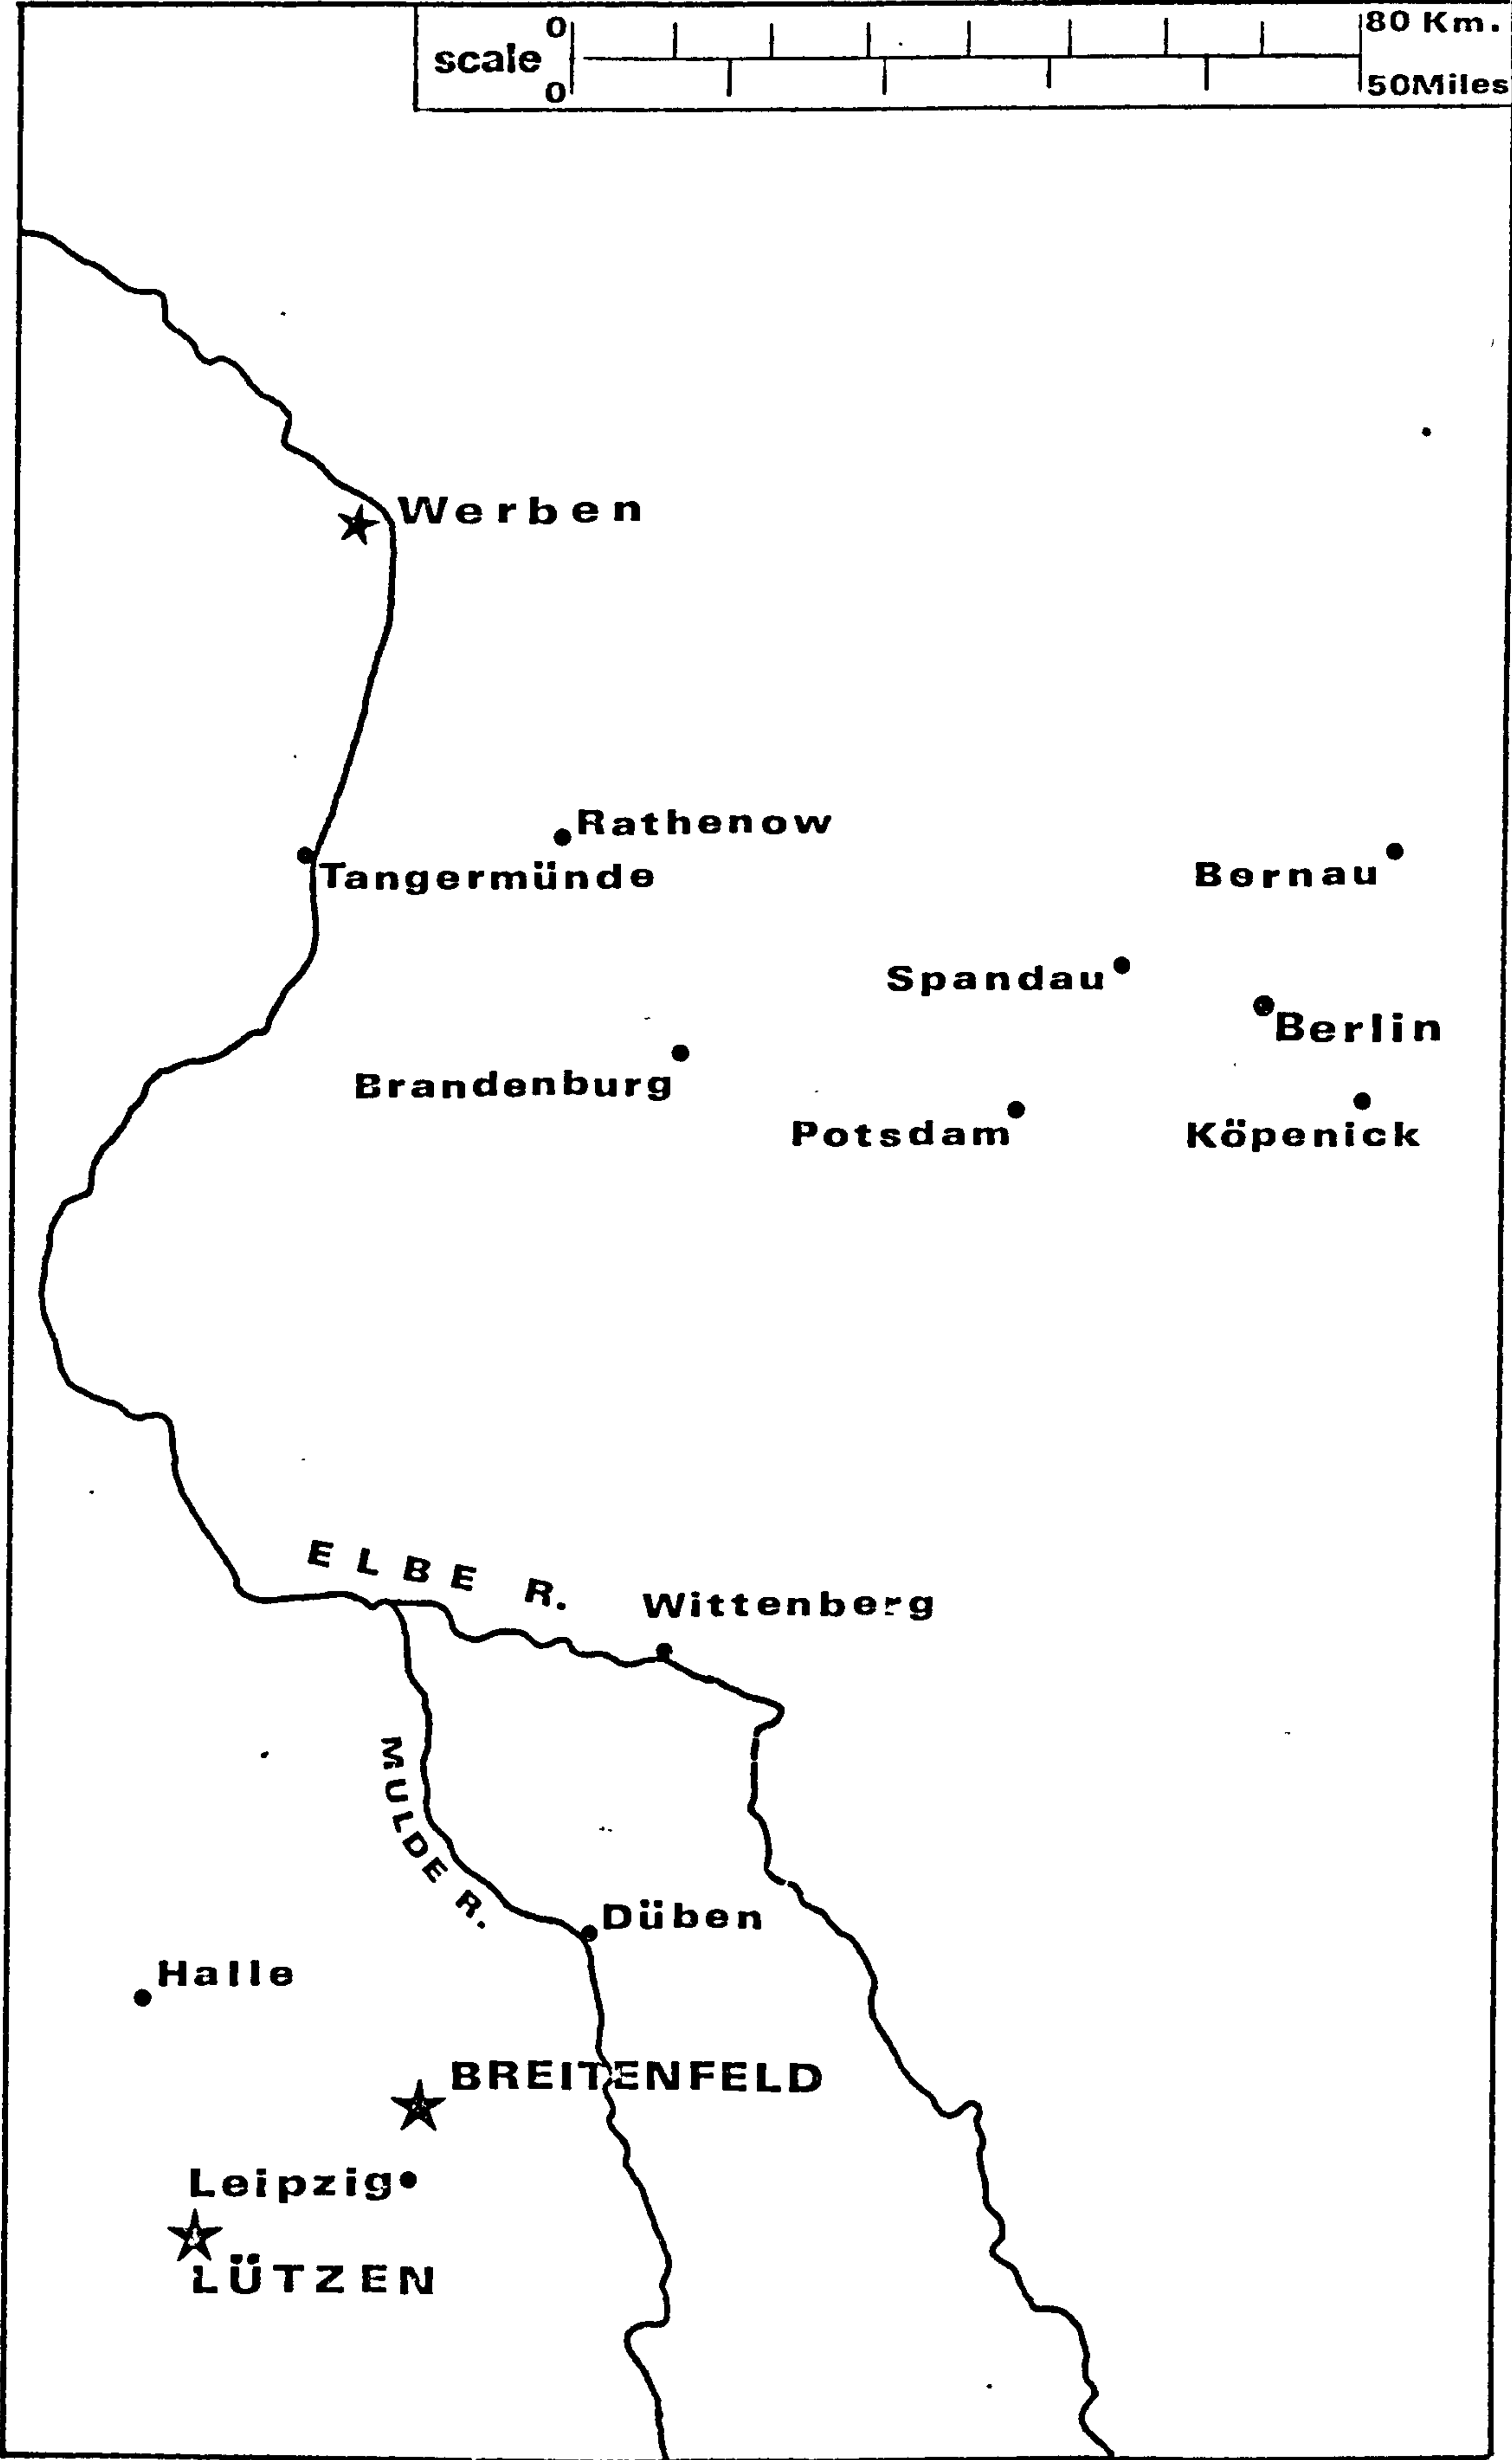 0 80 Km.
scale
0 50Miles
Werben
Rathenow
Tangermünde
Bernau
Spandau
Berlin
Brandenburg
Potsdam
Köpenick
ELBE R.
Wittenberg
MULDE R.
Düben
Halle
BREITENFELD
Leipzig
LÜTZEN